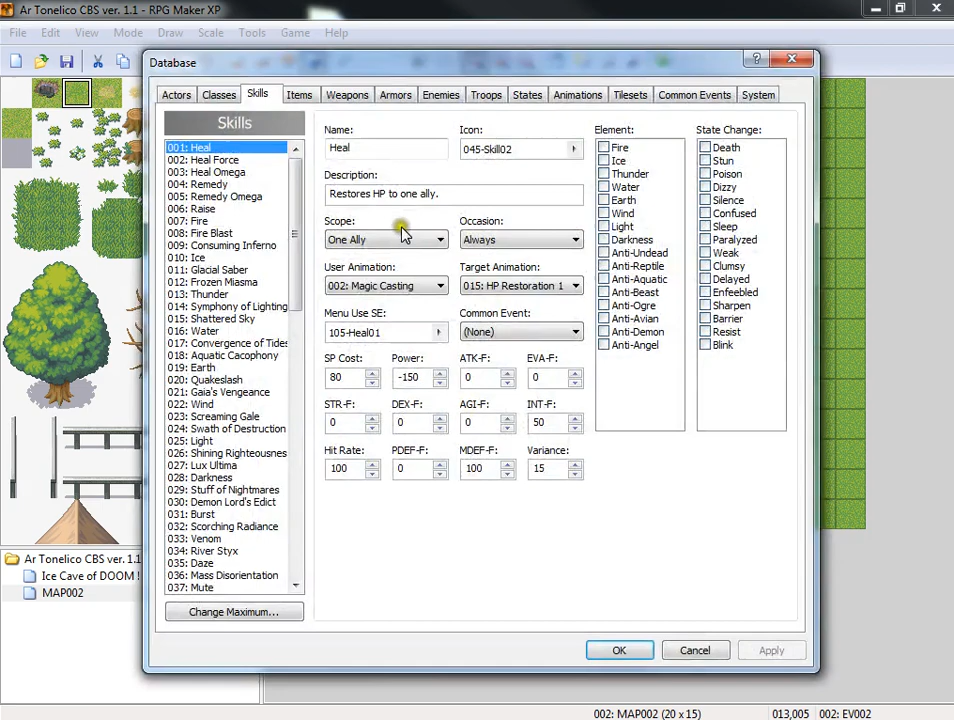 Ar Tonelico CBS ver. 1.1 - RPG Maker XP
File Edit View Mode Draw Scale Tools Game Help
Database
Actors Classes Skills Items Weapons Armors Enemies Troops States Animations Tilesets Common Events System
Skills
001: Heal
002: Heal Force
003: Heal Omega
004: Remedy
005: Remedy Omega
006: Raise
007: Fire
008: Fire Blast
009: Consuming Inferno
010: Ice
011: Glacial Saber
012: Frozen Miasma
013: Thunder
014: Symphony of Lighting
015: Shattered Sky
016: Water
017: Convergence of Tides
018: Aquatic Cacophony
019: Earth
020: Quakeslash
021: Gaia's Vengeance
022: Wind
023: Screaming Gale
024: Swath of Destruction
025: Light
026: Shining Righteousnes
027: Lux Ultima
028: Darkness
029: Stuff of Nightmares
030: Demon Lord's Edict
031: Burst
032: Scorching Radiance
033: Venom
034: River Styx
035: Daze
036: Mass Disorientation
037: Mute
Change Maximum...
Name: Icon:
Heal 045-Skill02
Description:
Restores HP to one ally.
Scope: Occasion:
One Ally Always
User Animation: Target Animation:
002: Magic Casting 015: HP Restoration 1
Menu Use SE: Common Event:
105-Heal01 (None)
SP Cost: Power: ATK-F: EVA-F:
80 -150 0 0
STR-F: DEX-F: AGI-F: INT-F:
0 0 0 50
Hit Rate: PDEF-F: MDEF-F: Variance:
100 0 100 15
Element:
Fire
Ice
Thunder
Water
Earth
Wind
Light
Darkness
Anti-Undead
Anti-Reptile
Anti-Aquatic
Anti-Beast
Anti-Ogre
Anti-Avian
Anti-Demon
Anti-Angel
State Change:
Death
Stun
Poison
Dizzy
Silence
Confused
Sleep
Paralyzed
Weak
Clumsy
Delayed
Enfeebled
Sharpen
Barrier
Resist
Blink
Ar Tonelico CBS ver. 1.1
Ice Cave of DOOM !
MAP002
OK Cancel Apply
002: MAP002 (20 x 15) 013,005 002: EV002